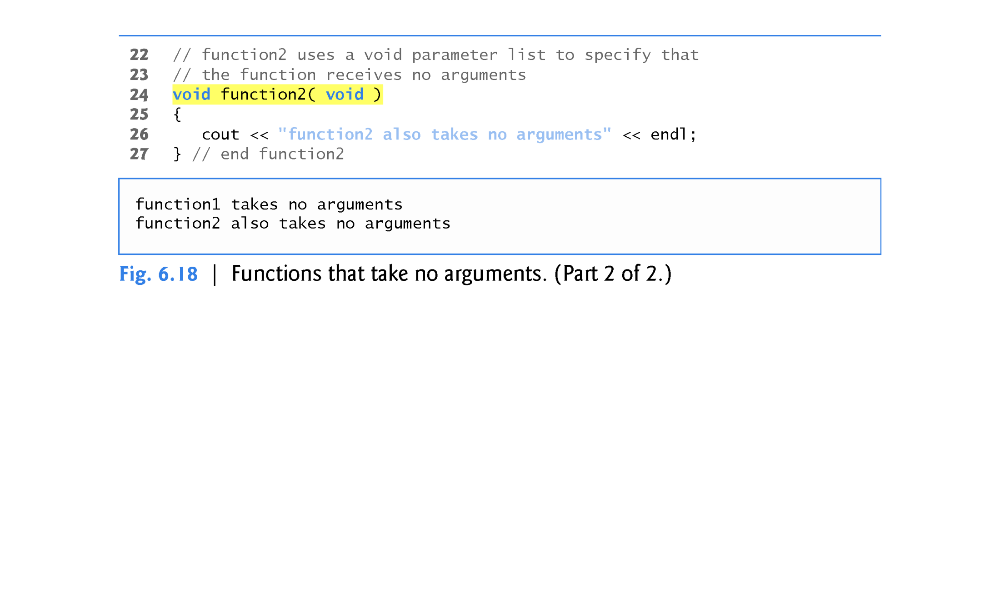 22 // function2 uses a void parameter list to specify that
23 // the function receives no arguments
24 void function2( void )
25 {
26    cout << "function2 also takes no arguments" << endl;
27 } // end function2
function1 takes no arguments
function2 also takes no arguments
Fig. 6.18 | Functions that take no arguments. (Part 2 of 2.)